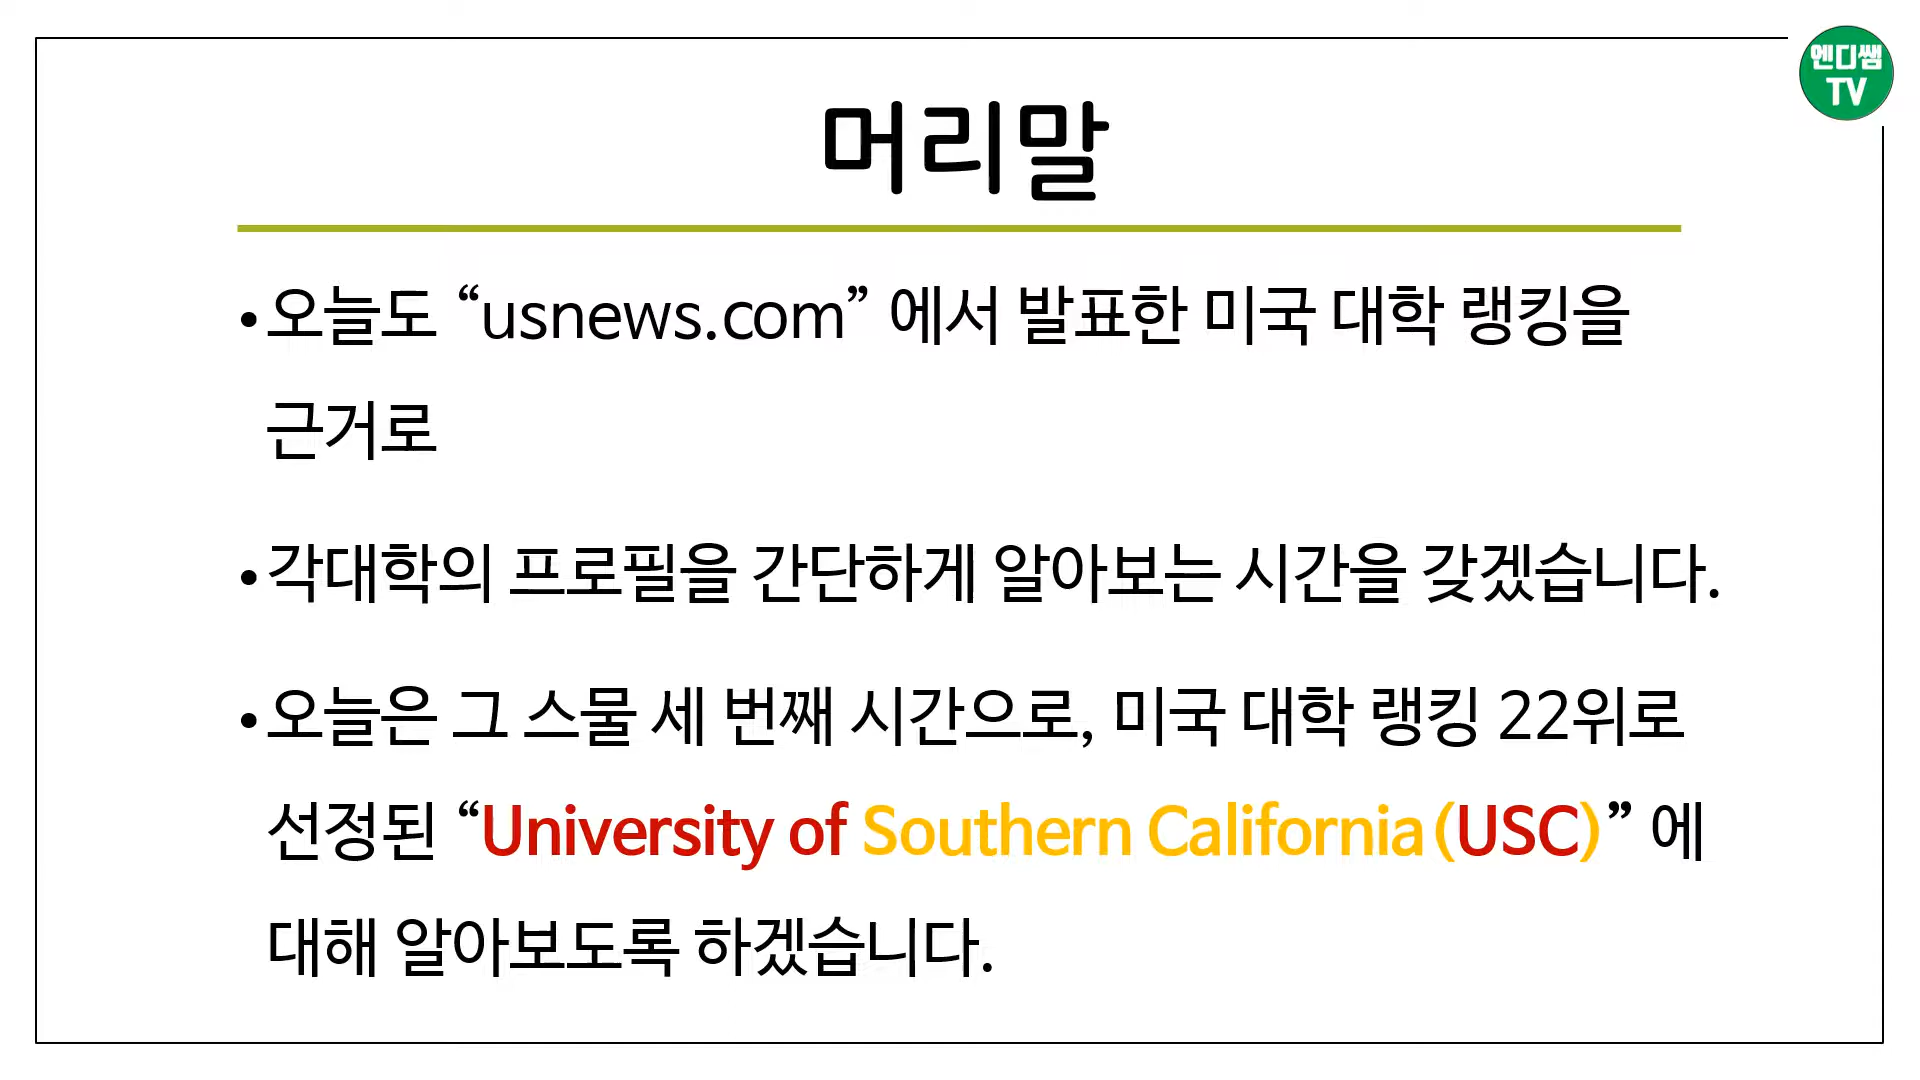 엔디쌤
TV
머리말
• 오늘도 “usnews.com” 에서 발표한 미국 대학 랭킹을
근거로
• 각대학의 프로필을 간단하게 알아보는 시간을 갖겠습니다.
• 오늘은 그 스물 세 번째 시간으로, 미국 대학 랭킹 22위로
선정된 “University of Southern California(USC)” 에
대해 알아보도록 하겠습니다.